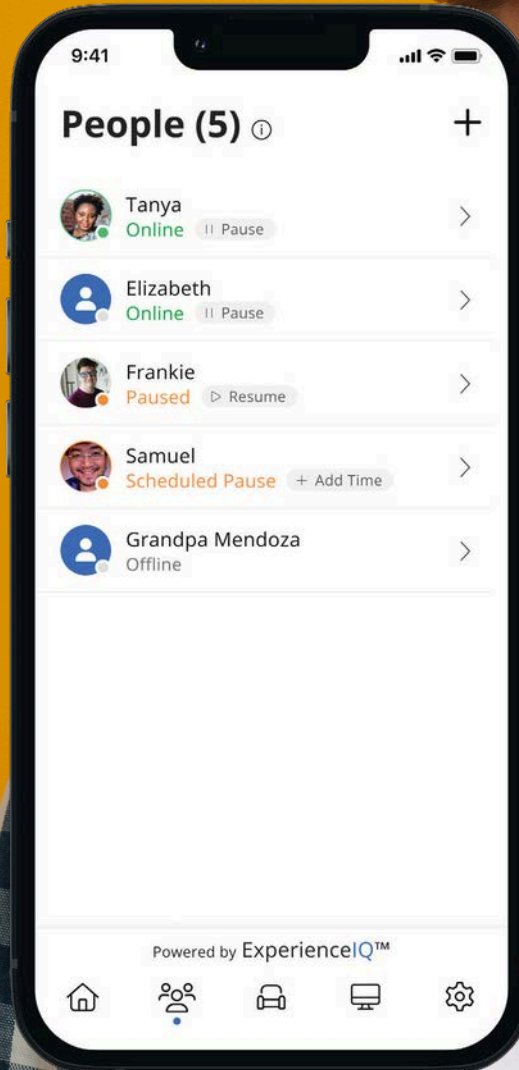 9:41
People (5)
Tanya
Online Pause
Elizabeth
Online Pause
Frankie
Paused Resume
Samuel
Scheduled Pause + Add Time
Grandpa Mendoza
Offline
Powered by ExperienceIQ™